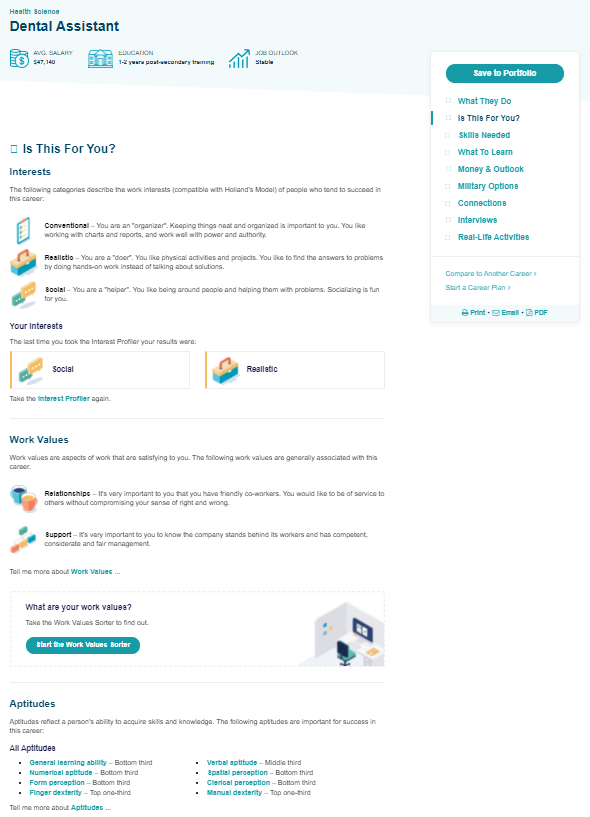 Health Science
Dental Assistant
AVG. SALARY
$47,140
EDUCATION
1-2 years post-secondary training
JOB OUTLOOK
Stable
Save to Portfolio
What They Do
Is This For You?
Skills Needed
What To Learn
Money & Outlook
Military Options
Connections
Interviews
Real-Life Activities
Compare to Another Career ›
Start a Career Plan ›
Print • Email • PDF
Is This For You?
Interests
The following categories describe the work interests (compatible with Holland's Model) of people who tend to succeed in
this career:
Conventional – You are an "organizer". Keeping things neat and organized is important to you. You like
working with charts and reports, and work well with power and authority.
Realistic – You are a "doer". You like physical activities and projects. You like to find the answers to problems
by doing hands-on work instead of talking about solutions.
Social – You are a "helper". You like being around people and helping them with problems. Socializing is fun
for you.
Your Interests
The last time you took the Interest Profiler your results were:
Social
Realistic
Take the Interest Profiler again.
Work Values
Work values are aspects of work that are satisfying to you. The following work values are generally associated with this
career.
Relationships – It's very important to you that you have friendly co-workers. You would like to be of service to
others without compromising your sense of right and wrong.
Support – It's very important to you to know the company stands behind its workers and has competent,
considerate and fair management.
Tell me more about Work Values ...
What are your work values?
Take the Work Values Sorter to find out.
Start the Work Values Sorter
Aptitudes
Aptitudes reflect a person's ability to acquire skills and knowledge. The following aptitudes are important for success in
this career:
All Aptitudes
General learning ability – Bottom third
Numerical aptitude – Bottom third
Form perception – Bottom third
Finger dexterity – Top one-third
Verbal aptitude – Middle third
Spatial perception – Bottom third
Clerical perception – Bottom third
Manual dexterity – Top one-third
Tell me more about Aptitudes ...